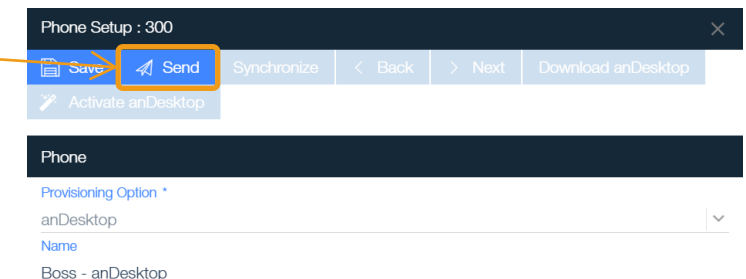 Phone Setup : 300
Save Send Synchronize < Back > Next Download anDesktop
Activate anDesktop
Phone
Provisioning Option *
anDesktop
Name
Boss - anDesktop